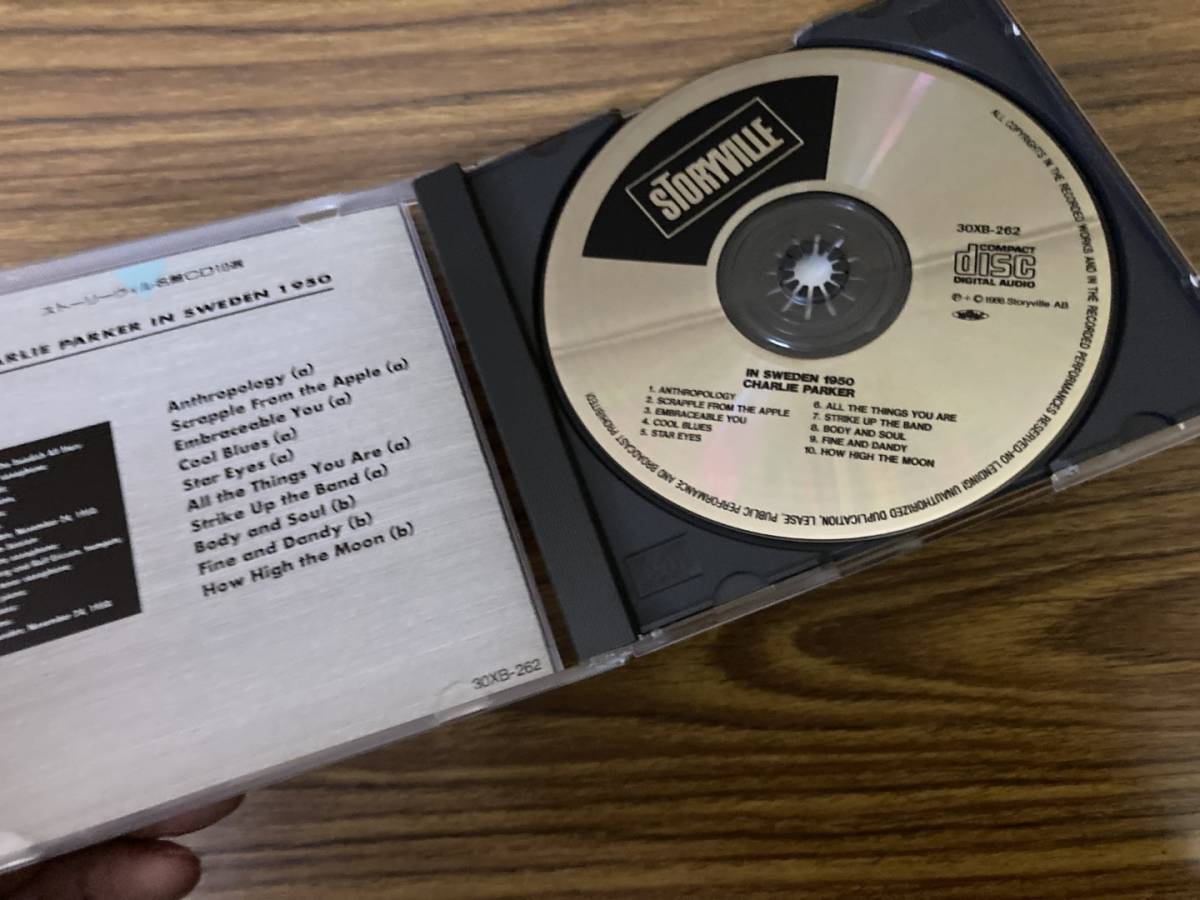 ストーリーヴィル名盤CD10選
ARLIE PARKER IN SWEDEN 1950
Anthropology (a)
Scrapple From the Apple (a)
Embraceable You (a)
Cool Blues (a)
Star Eyes (a)
All the Things You Are (a)
Strike Up the Band (a)
Body and Soul (b)
Fine and Dandy (b)
How High the Moon (b)
November 24, 1950
30XB-262
STORYVILLE
30XB-262
COMPACT
disc
DIGITAL AUDIO
Ⓟ+© 1988 Storyville AB
IN SWEDEN 1950
CHARLIE PARKER
1. ANTHROPOLOGY
2. SCRAPPLE FROM THE APPLE
3. EMBRACEABLE YOU
4. COOL BLUES
5. STAR EYES
6. ALL THE THINGS YOU ARE
7. STRIKE UP THE BAND
8. BODY AND SOUL
9. FINE AND DANDY
10. HOW HIGH THE MOON
ALL COPYRIGHTS IN THE RECORDED WORKS AND IN THE RECORDED PERFORMANCES RESERVED-NO LENDING! UNAUTHORIZED DUPLICATION, LEASE, PUBLIC PERFORMANCE AND BROADCAST PROHIBITED